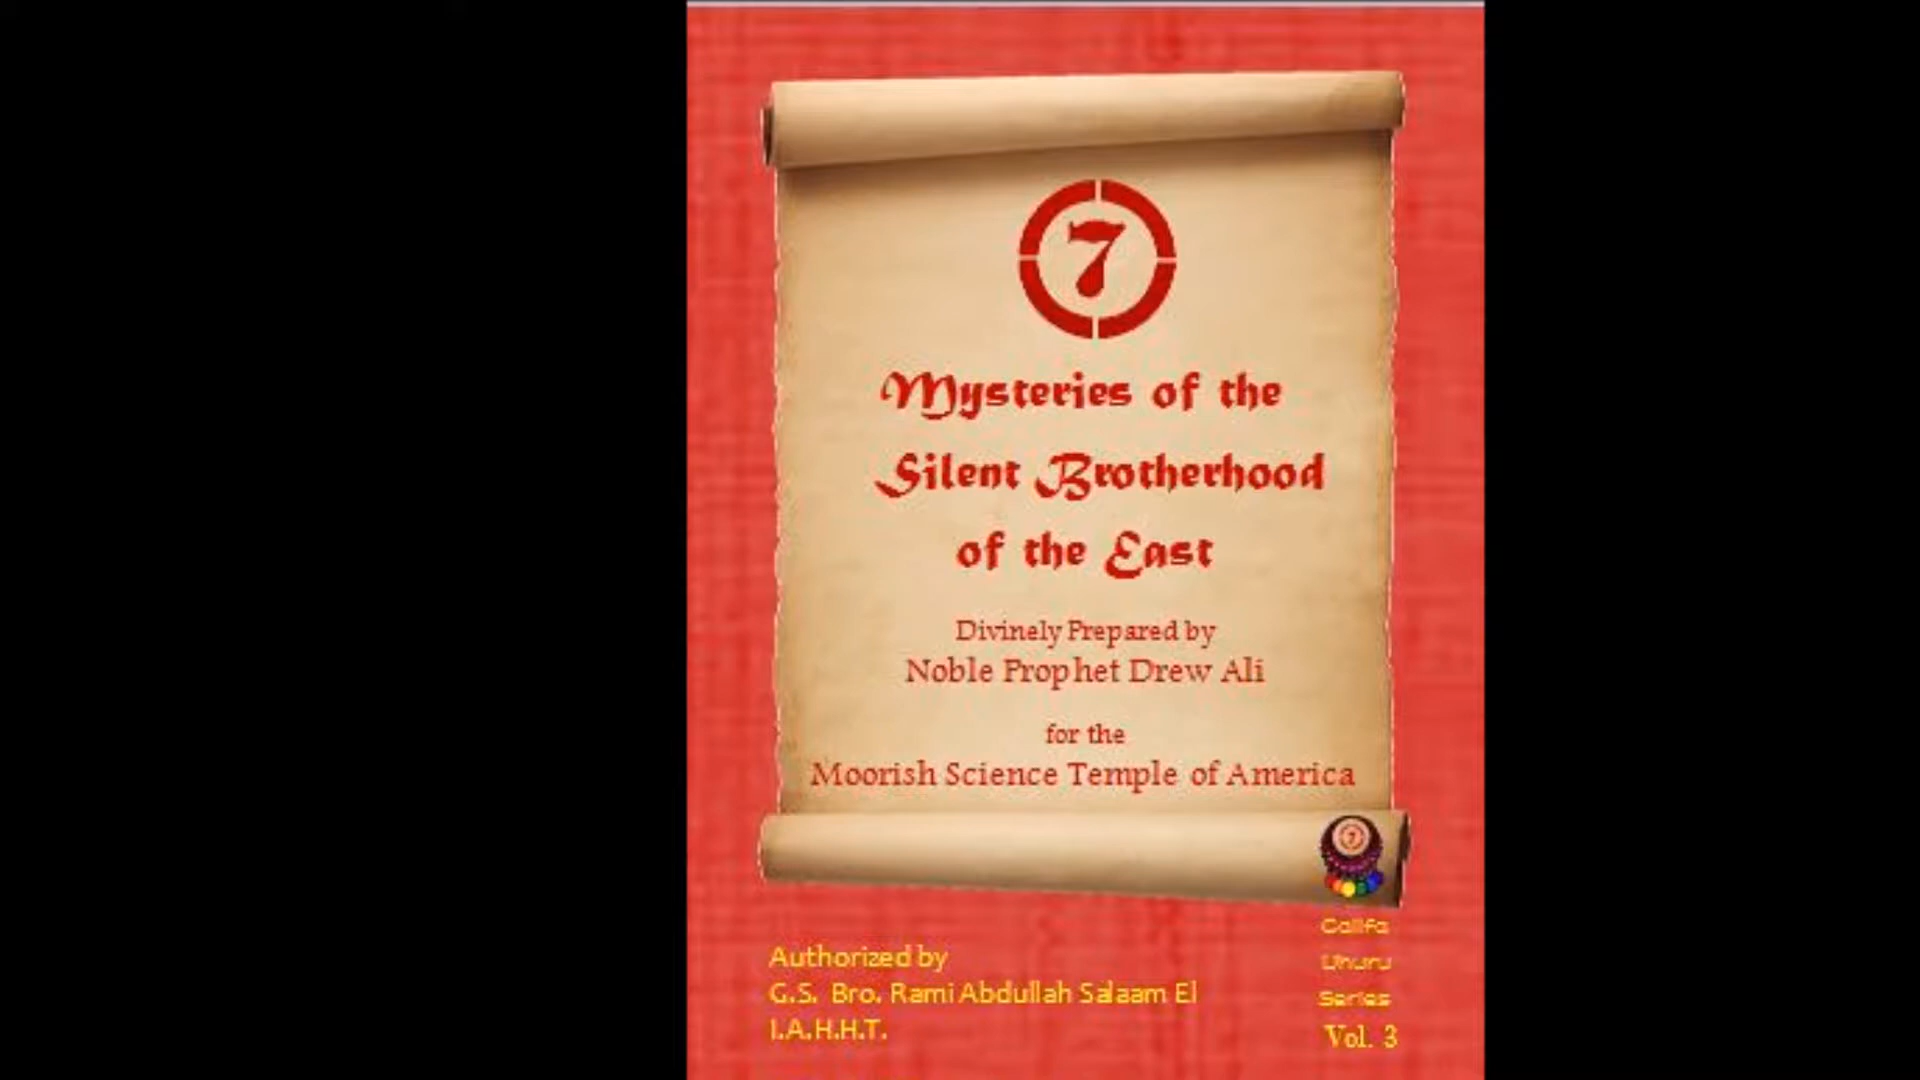 7
Mysteries of the
Silent Brotherhood
of the East
Divinely Prepared by
Noble Prophet Drew Ali
for the
Moorish Science Temple of America
7
Authorized by
G.S. Bro. Rami Abdullah Salaam El
I.A.H.H.T.
Califa
Uhuru
Series
Vol. 3